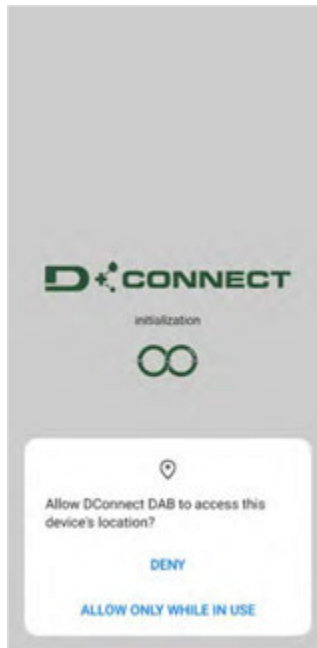 D CONNECT
initialization
Allow DConnect DAB to access this
device's location?
DENY
ALLOW ONLY WHILE IN USE